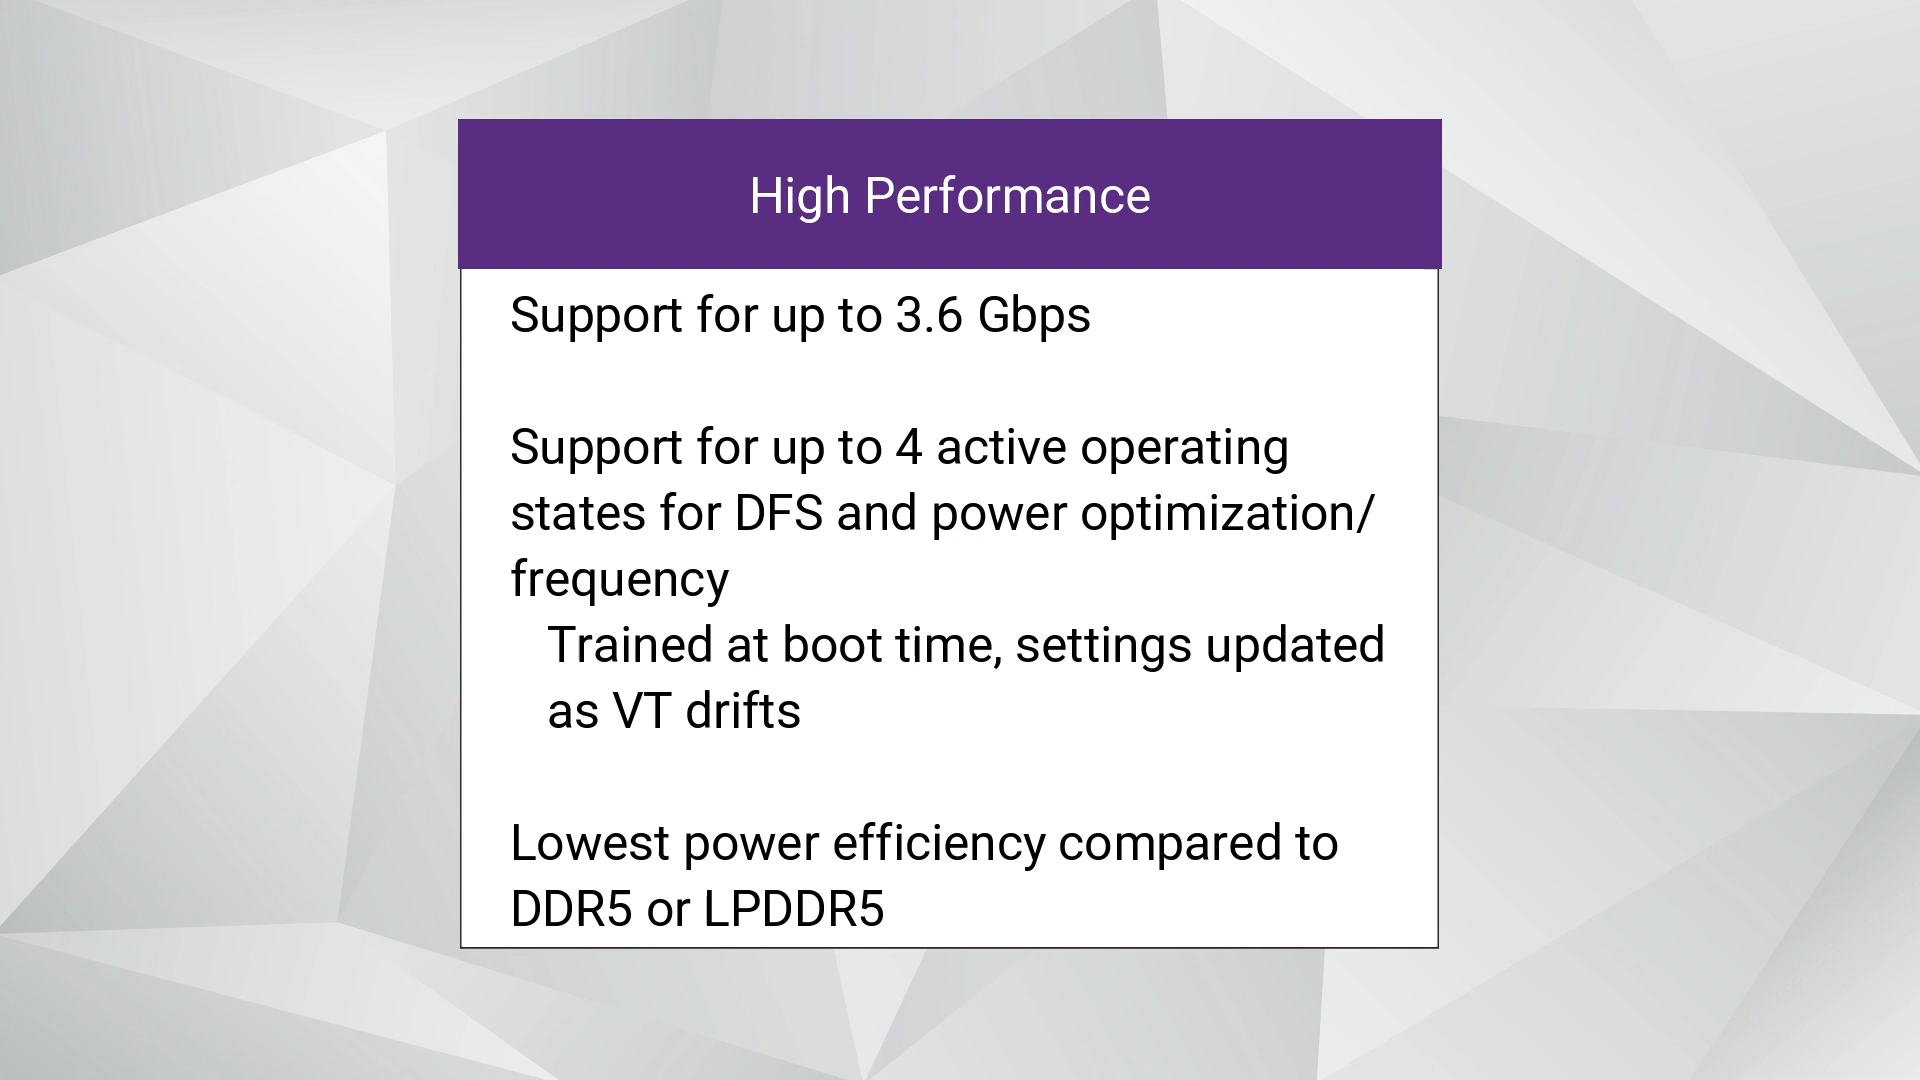 High Performance
Support for up to 3.6 Gbps
Support for up to 4 active operating
states for DFS and power optimization/
frequency
Trained at boot time, settings updated
as VT drifts
Lowest power efficiency compared to
DDR5 or LPDDR5